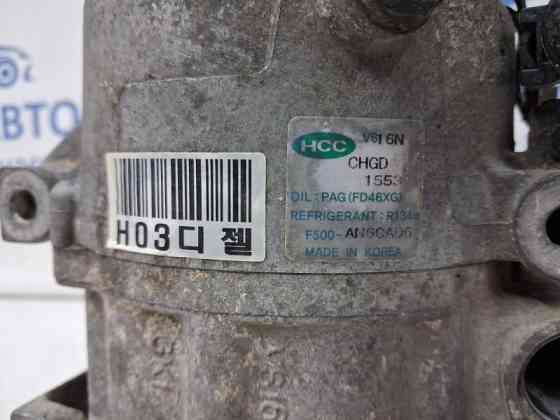 АВТО
HCC VS16N
CHGD
1553
OIL: PAG(FD46XG)
REFRIGERANT: R134a
F500-AN6CA06
MADE IN KOREA
H03디젤